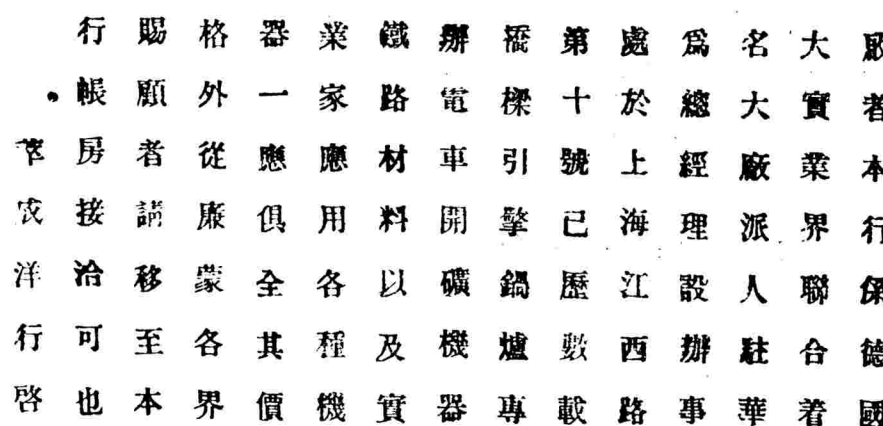 啟者本行係德國
大實業界聯合着
名大廠派人駐華
爲總經理設辦事
處於上海江西路
第十號已歷數載
橋樑引擎鍋爐專
辦電車開礦機器
鐵路材料以及實
業家應用各種機
器一應俱全其價
格外從廉蒙各界
賜顧者請移至本
行帳房接洽可也
洋行啓